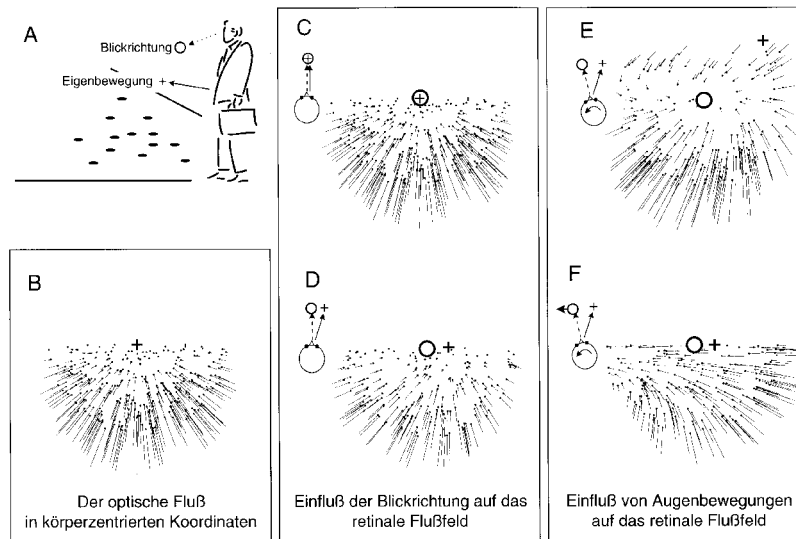 A
Blickrichtung
Eigenbewegung +
B
+
Der optische Fluß
in körperzentrierten Koordinaten
C
D
+
+
Einfluß der Blickrichtung auf das
retinale Flußfeld
E
+
+
F
+
+
Einfluß von Augenbewegungen
auf das retinale Flußfeld